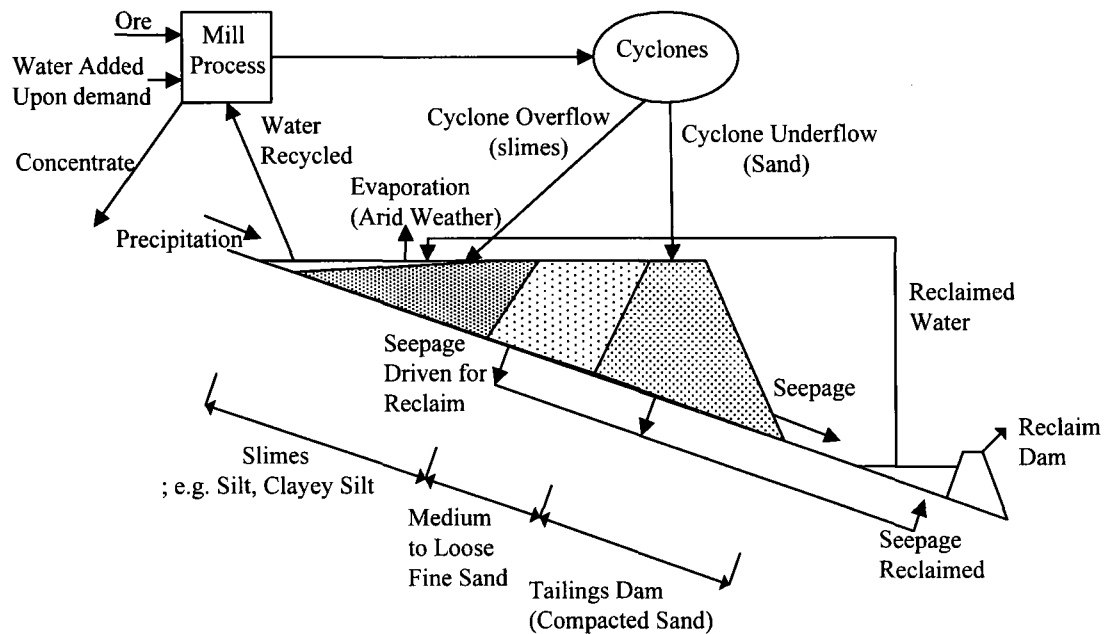 Ore
Mill
Process
Water Added
Upon demand
Cyclones
Cyclone Overflow
(slimes)
Cyclone Underflow
(Sand)
Water
Recycled
Concentrate
Evaporation
(Arid Weather)
Precipitation
Reclaimed
Water
Seepage
Driven for
Reclaim
Seepage
Reclaim
Dam
Slimes
; e.g. Silt, Clayey Silt
Medium
to Loose
Fine Sand
Seepage
Reclaimed
Tailings Dam
(Compacted Sand)